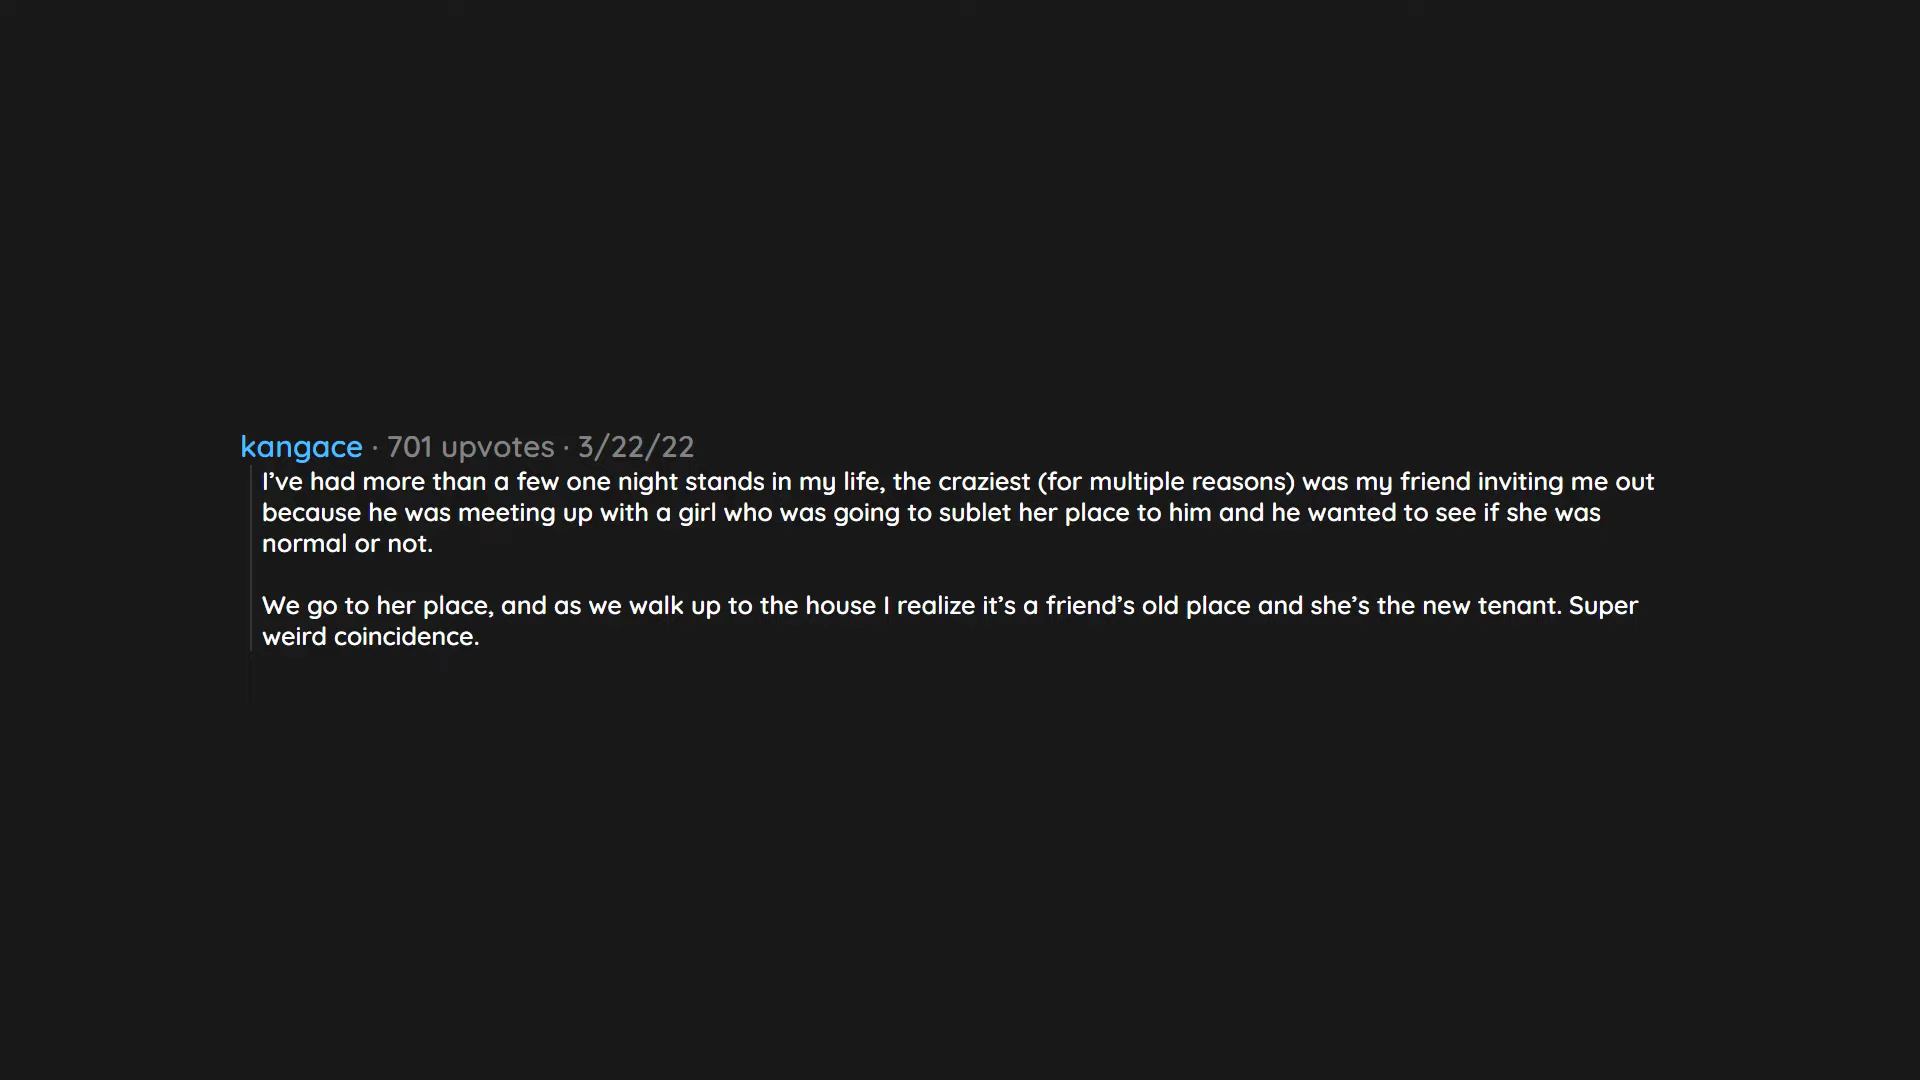 kangace · 701 upvotes · 3/22/22
I’ve had more than a few one night stands in my life, the craziest (for multiple reasons) was my friend inviting me out
because he was meeting up with a girl who was going to sublet her place to him and he wanted to see if she was
normal or not.
We go to her place, and as we walk up to the house I realize it’s a friend’s old place and she’s the new tenant. Super
weird coincidence.